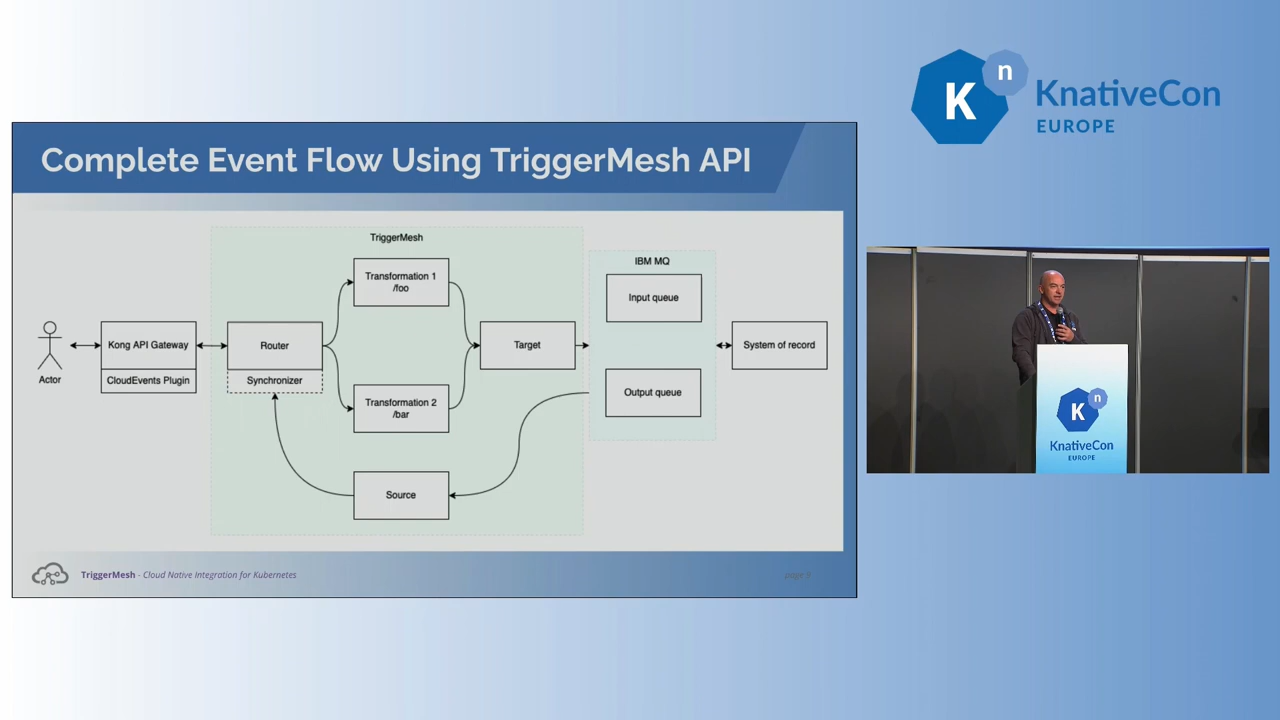 K
n
KnativeCon
EUROPE
Complete Event Flow Using TriggerMesh API
TriggerMesh
IBM MQ
Transformation 1
/foo
Input queue
Kong API Gateway
Router
Target
System of record
Actor
CloudEvents Plugin
Synchronizer
Transformation 2
/bar
Output queue
Source
TriggerMesh - Cloud Native Integration for Kubernetes
K
n
KnativeCon
EUROPE